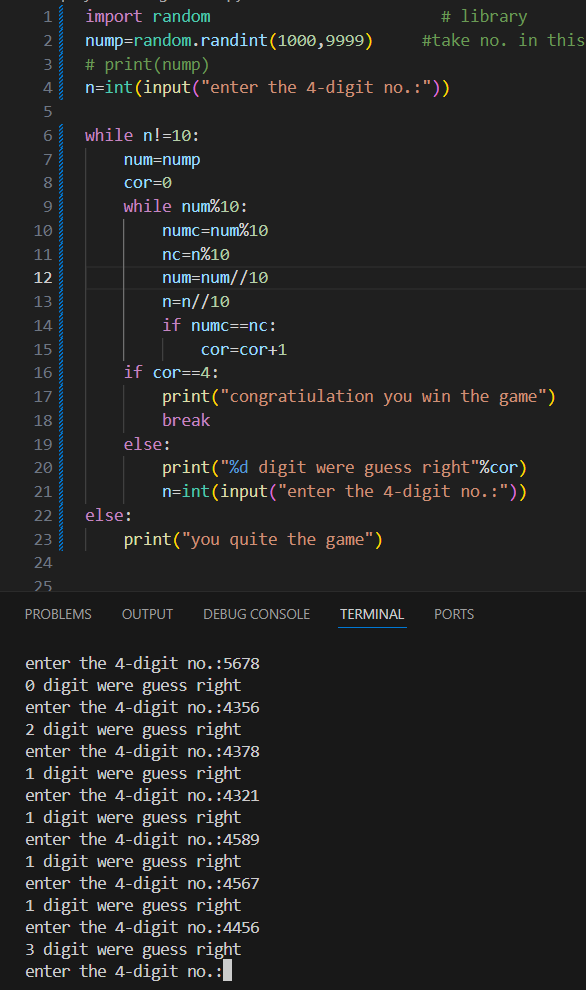 1 import random # library
2 nump=random.randint(1000,9999) #take no. in this
3 # print(nump)
4 n=int(input("enter the 4-digit no.:"))
5
6 while n!=10:
7 num=nump
8 cor=0
9 while num%10:
10 numc=num%10
11 nc=n%10
12 num=num//10
13 n=n//10
14 if numc==nc:
15 cor=cor+1
16 if cor==4:
17 print("congratiulation you win the game")
18 break
19 else:
20 print("%d digit were guess right"%cor)
21 n=int(input("enter the 4-digit no.:"))
22 else:
23 print("you quite the game")
24
25
PROBLEMS OUTPUT DEBUG CONSOLE TERMINAL PORTS
enter the 4-digit no.:5678
0 digit were guess right
enter the 4-digit no.:4356
2 digit were guess right
enter the 4-digit no.:4378
1 digit were guess right
enter the 4-digit no.:4321
1 digit were guess right
enter the 4-digit no.:4589
1 digit were guess right
enter the 4-digit no.:4567
1 digit were guess right
enter the 4-digit no.:4456
3 digit were guess right
enter the 4-digit no.: